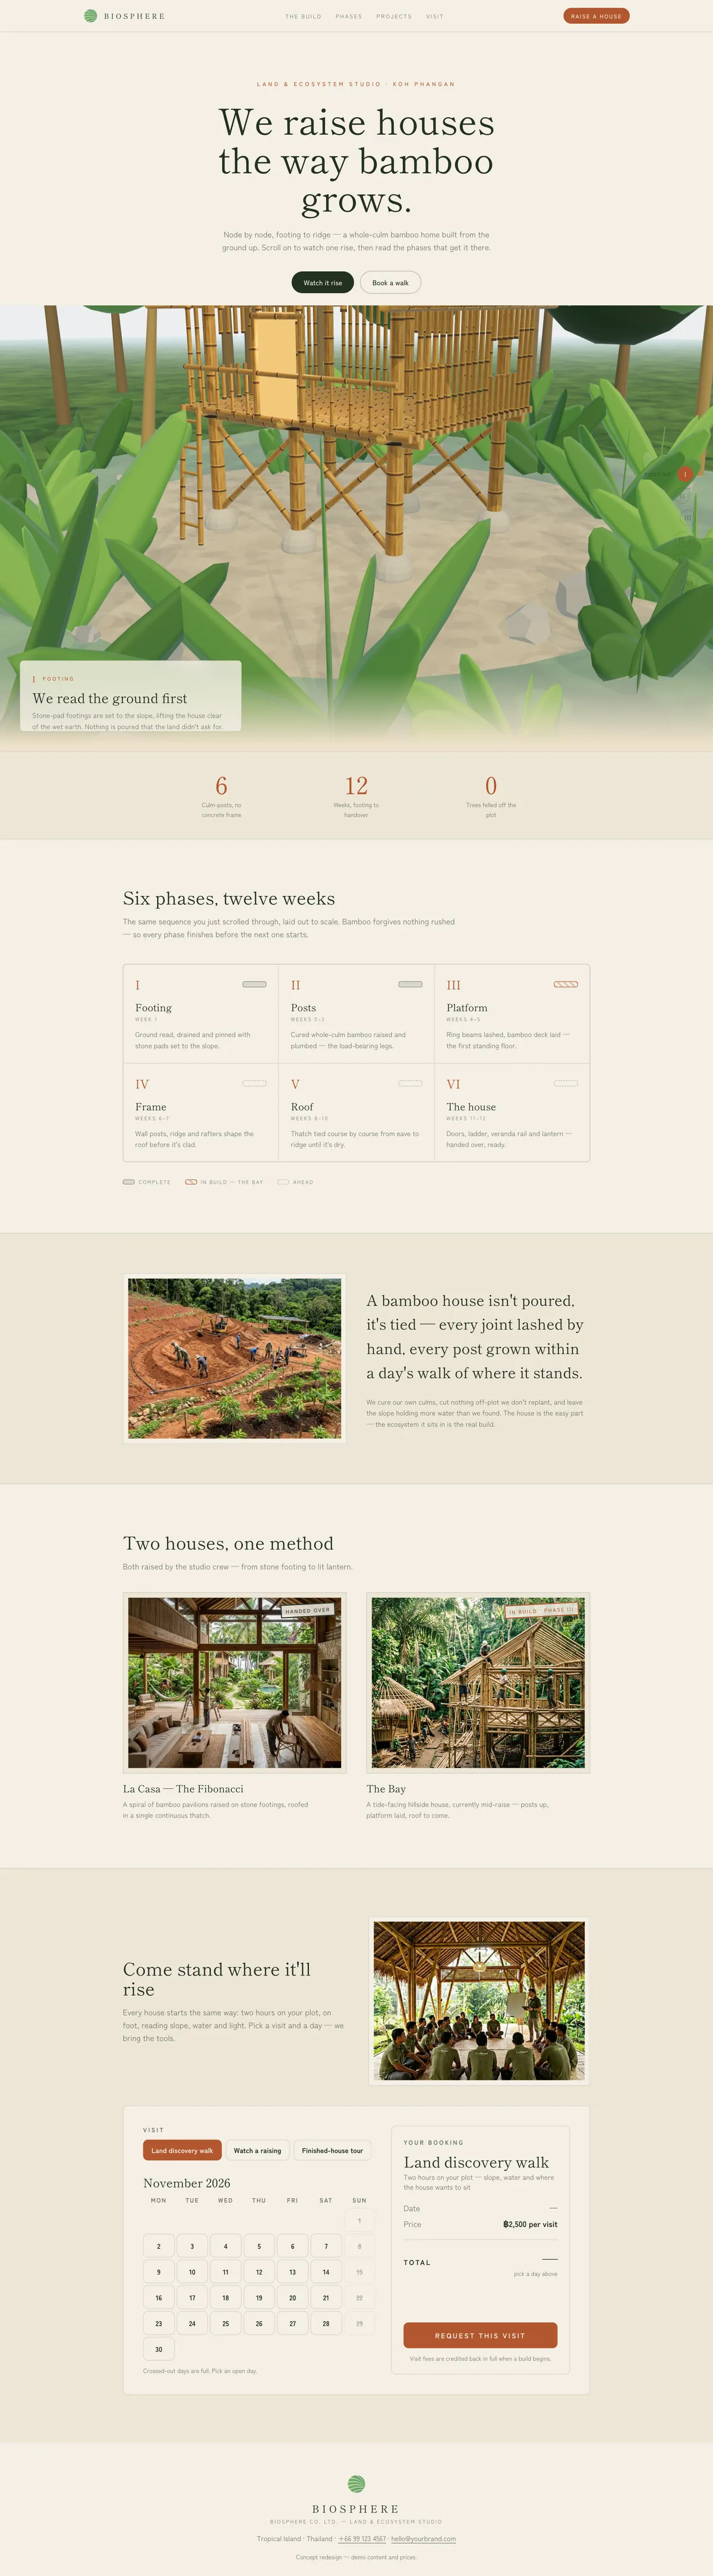 BIOSPHERE
THE BUILD PHASES PROJECTS VISIT
RAISE A HOUSE
LAND & ECOSYSTEM STUDIO · KOH PHANGAN
We raise houses
the way bamboo
grows.
Node by node, footing to ridge — a whole-culm bamboo home built from the
ground up. Scroll on to watch one rise, then read the phases that get it there.
Watch it rise
Book a walk
I
I FOOTING
We read the ground first
Stone-pad footings are set to the slope, lifting the house clear
of the wet earth. Nothing is poured that the land didn't ask for.
6
Culm-posts, no
concrete frame
12
Weeks, footing to
handover
0
Trees felled off the
plot
Six phases, twelve weeks
The same sequence you just scrolled through, laid out to scale. Bamboo forgives nothing rushed
— so every phase finishes before the next one starts.
I
Footing
WEEK 1
Ground read, drained and pinned with
stone pads set to the slope.
II
Posts
WEEKS 2–3
Cured whole-culm bamboo raised and
plumbed — the load-bearing legs.
III
Platform
WEEKS 4–5
Ring beams lashed, bamboo deck laid —
the first standing floor.
IV
Frame
WEEKS 6–7
Wall posts, ridge and rafters shape the
roof before it's clad.
V
Roof
WEEKS 8–10
Thatch tied course by course from eave to
ridge until it's dry.
VI
The house
WEEKS 11–12
Doors, ladder, veranda rail and lantern —
handed over, ready.
COMPLETE
IN BUILD — THE BAY
AHEAD
A bamboo house isn't poured,
it's tied — every joint lashed by
hand, every post grown within
a day's walk of where it stands.
We cure our own culms, cut nothing off-plot we don't replant, and leave
the slope holding more water than we found. The house is the easy part
— the ecosystem it sits in is the real build.
Two houses, one method
Both raised by the studio crew — from stone footing to lit lantern.
HANDED OVER
La Casa — The Fibonacci
A spiral of bamboo pavilions raised on stone footings, roofed
in a single continuous thatch.
IN BUILD · PHASE III
The Bay
A tide-facing hillside house, currently mid-raise — posts up,
platform laid, roof to come.
Come stand where it'll
rise
Every house starts the same way: two hours on your plot, on
foot, reading slope, water and light. Pick a visit and a day — we
bring the tools.
VISIT
Land discovery walk
Watch a raising
Finished-house tour
November 2026
MON TUE WED THU FRI SAT SUN
1
2 3 4 5 6 7 8
9 10 11 12 13 14 15
16 17 18 19 20 21 22
23 24 25 26 27 28 29
30
Crossed-out days are full. Pick an open day.
YOUR BOOKING
Land discovery walk
Two hours on your plot — slope, water and where
the house wants to sit
Date —
Price ฿2,500 per visit
TOTAL —
pick a day above
REQUEST THIS VISIT
Visit fees are credited back in full when a build begins.
BIOSPHERE
BIOSPHERE CO. LTD. — LAND & ECOSYSTEM STUDIO
Tropical Island · Thailand · +66 99 123 4567 · hello@yourbrand.com
Concept redesign — demo content and prices.